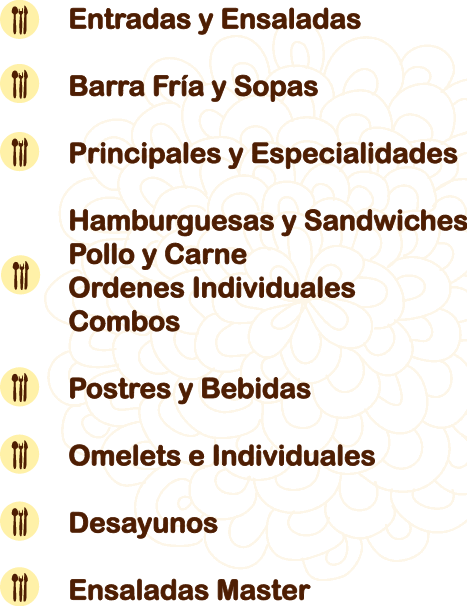 Entradas y Ensaladas
Barra Fría y Sopas
Principales y Especialidades
Hamburguesas y Sandwiches
Pollo y Carne
Ordenes Individuales
Combos
Postres y Bebidas
Omelets e Individuales
Desayunos
Ensaladas Master